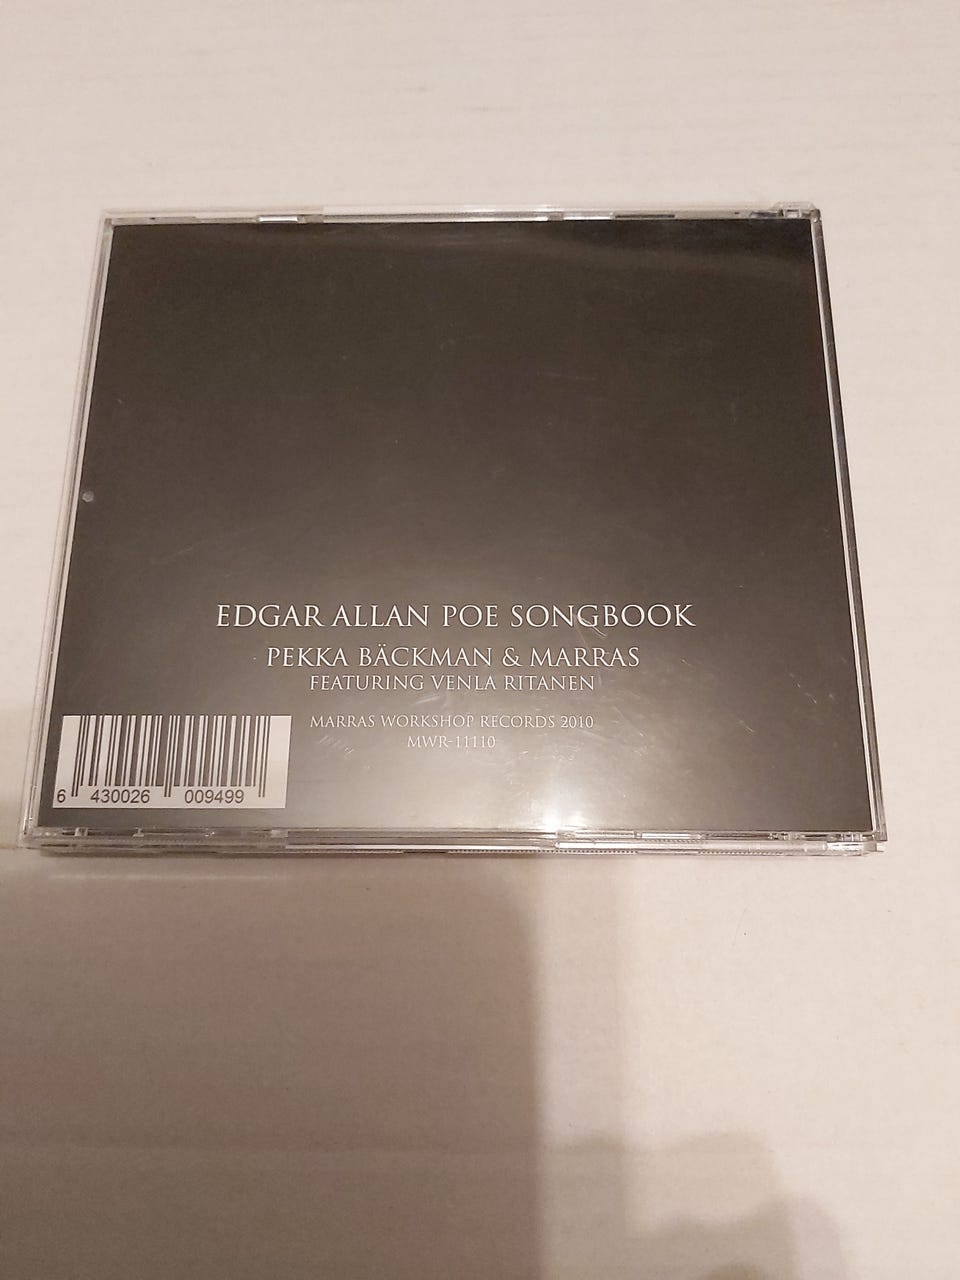 EDGAR ALLAN POE SONGBOOK
PEKKA BÄCKMAN & MARRAS
FEATURING VENLA RITANEN
MARRAS WORKSHOP RECORDS 2010
MWR-11110
6 430026 009499